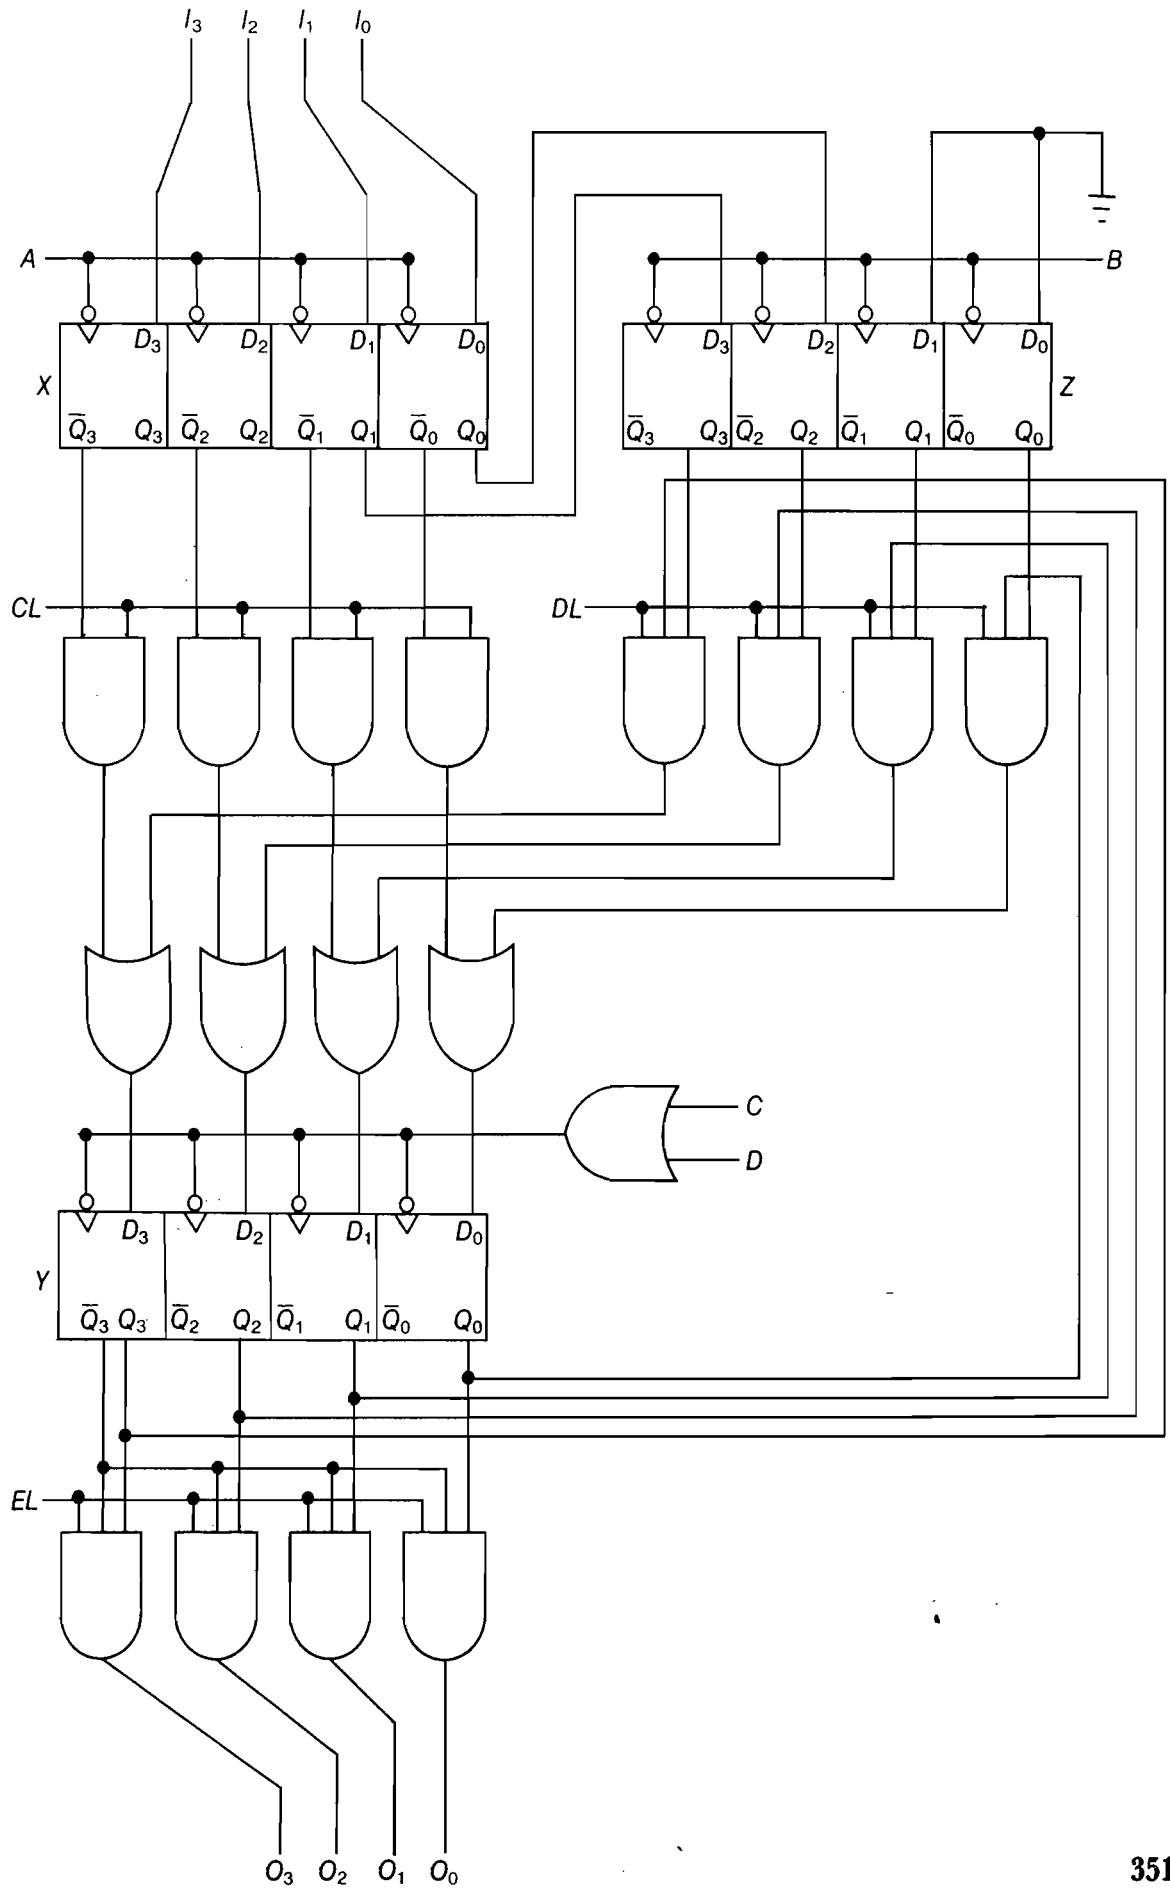 I₃ I₂ I₁ I₀
A
B
D₃ D₂ D₁ D₀
D₃ D₂ D₁ D₀
X
Z
Q̅₃ Q₃ Q̅₂ Q₂ Q̅₁ Q₁ Q̅₀ Q₀
Q̅₃ Q₃ Q̅₂ Q₂ Q̅₁ Q₁ Q̅₀ Q₀
CL
DL
C
D
D₃ D₂ D₁ D₀
Y
Q̅₃ Q₃ Q̅₂ Q₂ Q̅₁ Q₁ Q̅₀ Q₀
EL
O₃ O₂ O₁ O₀
351